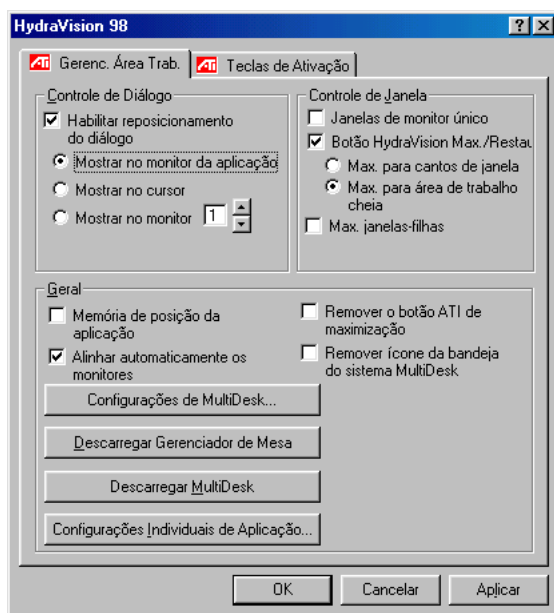 HydraVision 98
ATI Gerenc. Área Trab.
ATI Teclas de Ativação
Controle de Diálogo
Habilitar reposicionamento
do diálogo
Mostrar no monitor da aplicação
Mostrar no cursor
Mostrar no monitor 1
Controle de Janela
Janelas de monitor único
Botão HydraVision Max./Restau
Max. para cantos de janela
Max. para área de trabalho
cheia
Max. janelas-filhas
Geral
Memória de posição da
aplicação
Alinhar automaticamente os
monitores
Remover o botão ATI de
maximização
Remover ícone da bandeja
do sistema MultiDesk
Configurações de MultiDesk...
Descarregar Gerenciador de Mesa
Descarregar MultiDesk
Configurações Individuais de Aplicação...
OK
Cancelar
Aplicar